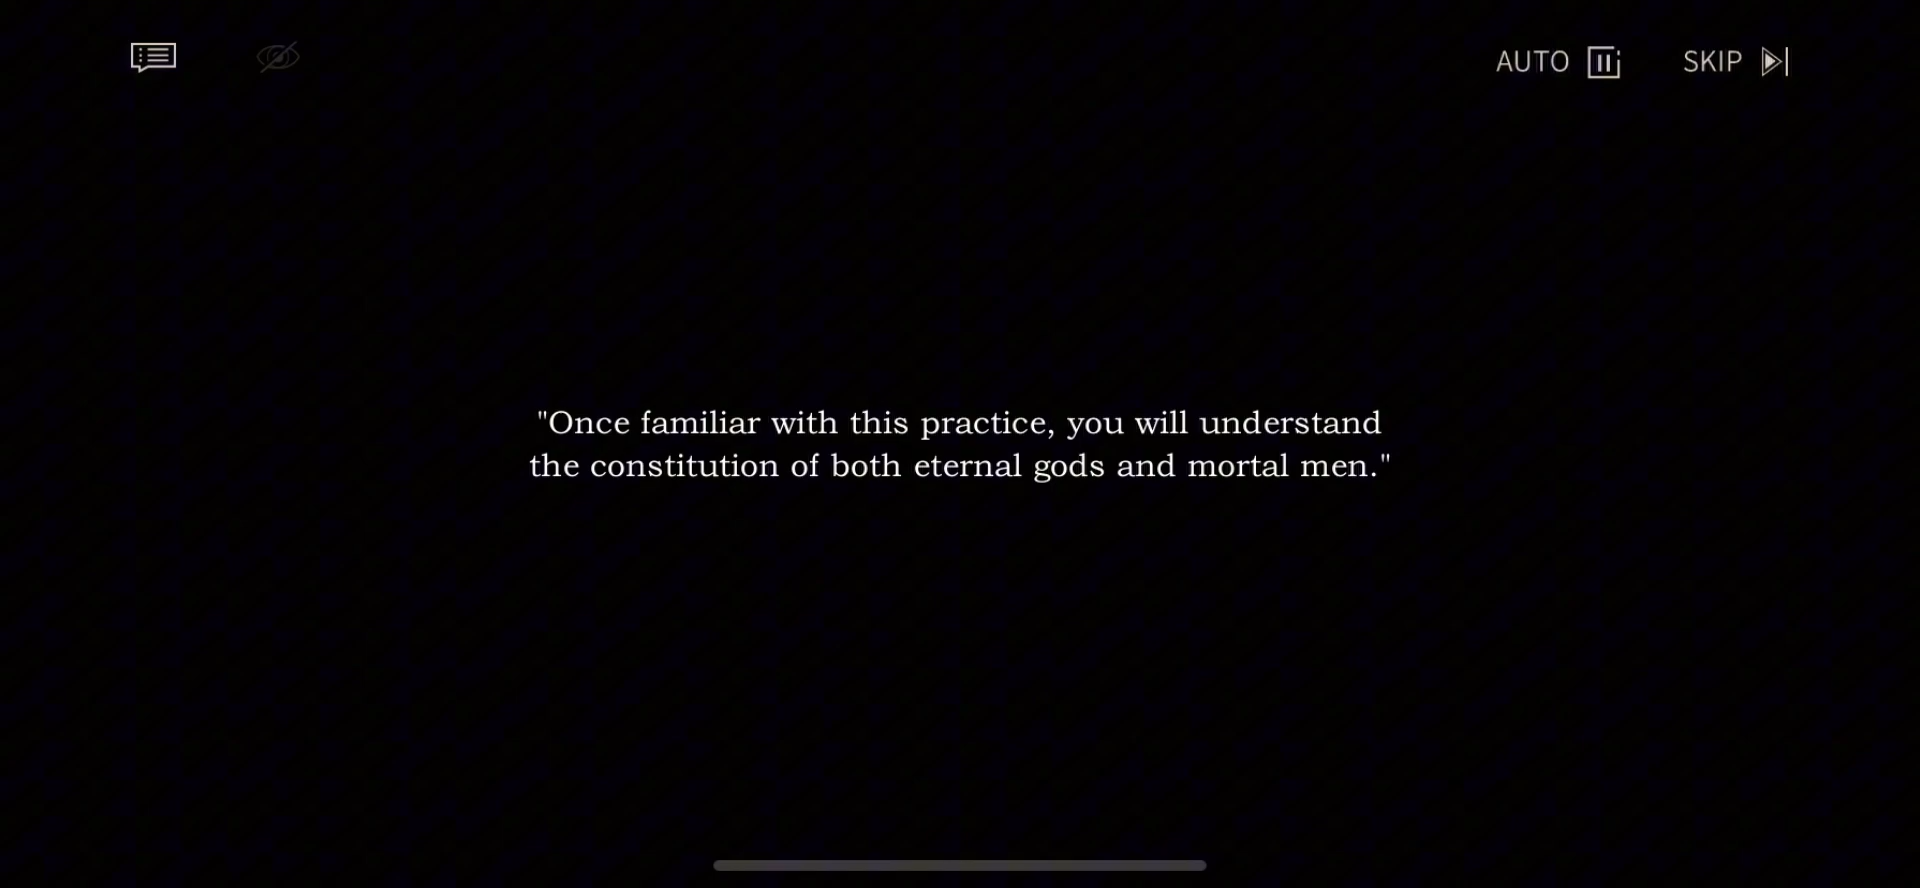 AUTO
SKIP
"Once familiar with this practice, you will understand
the constitution of both eternal gods and mortal men."